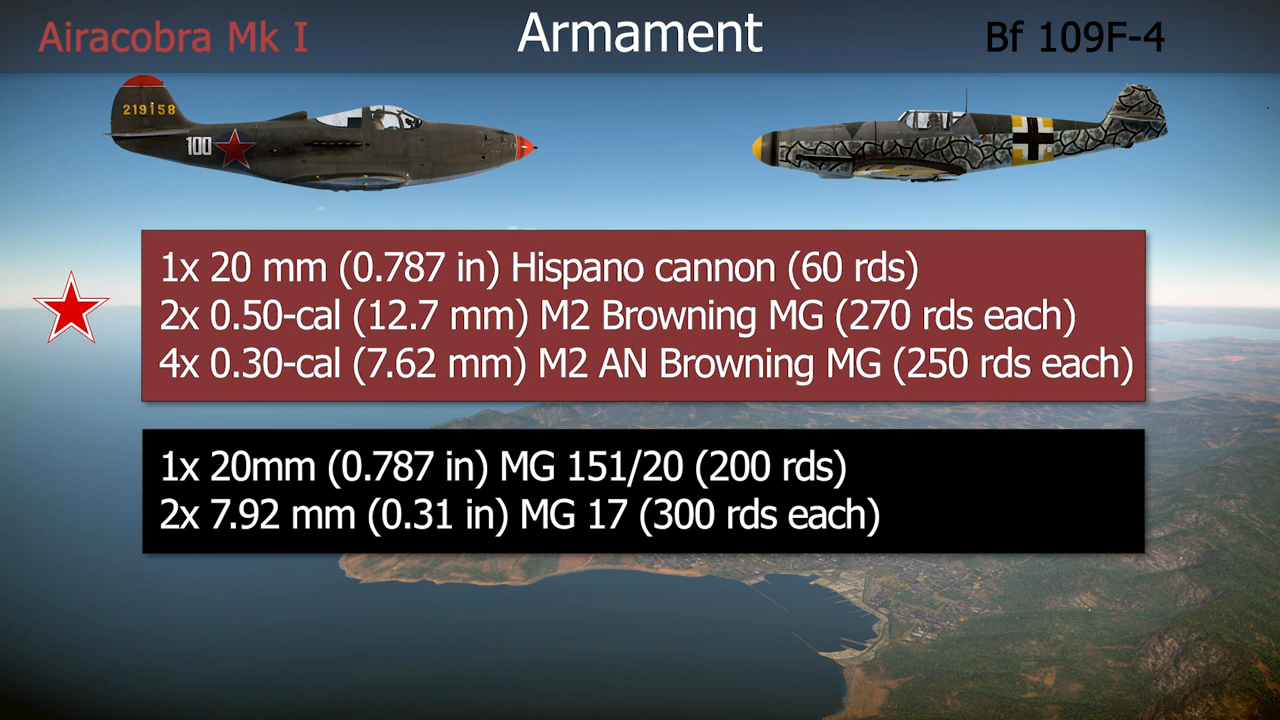 Airacobra Mk I
Armament
Bf 109F-4
219158
100
1x 20 mm (0.787 in) Hispano cannon (60 rds)
2x 0.50-cal (12.7 mm) M2 Browning MG (270 rds each)
4x 0.30-cal (7.62 mm) M2 AN Browning MG (250 rds each)
1x 20mm (0.787 in) MG 151/20 (200 rds)
2x 7.92 mm (0.31 in) MG 17 (300 rds each)